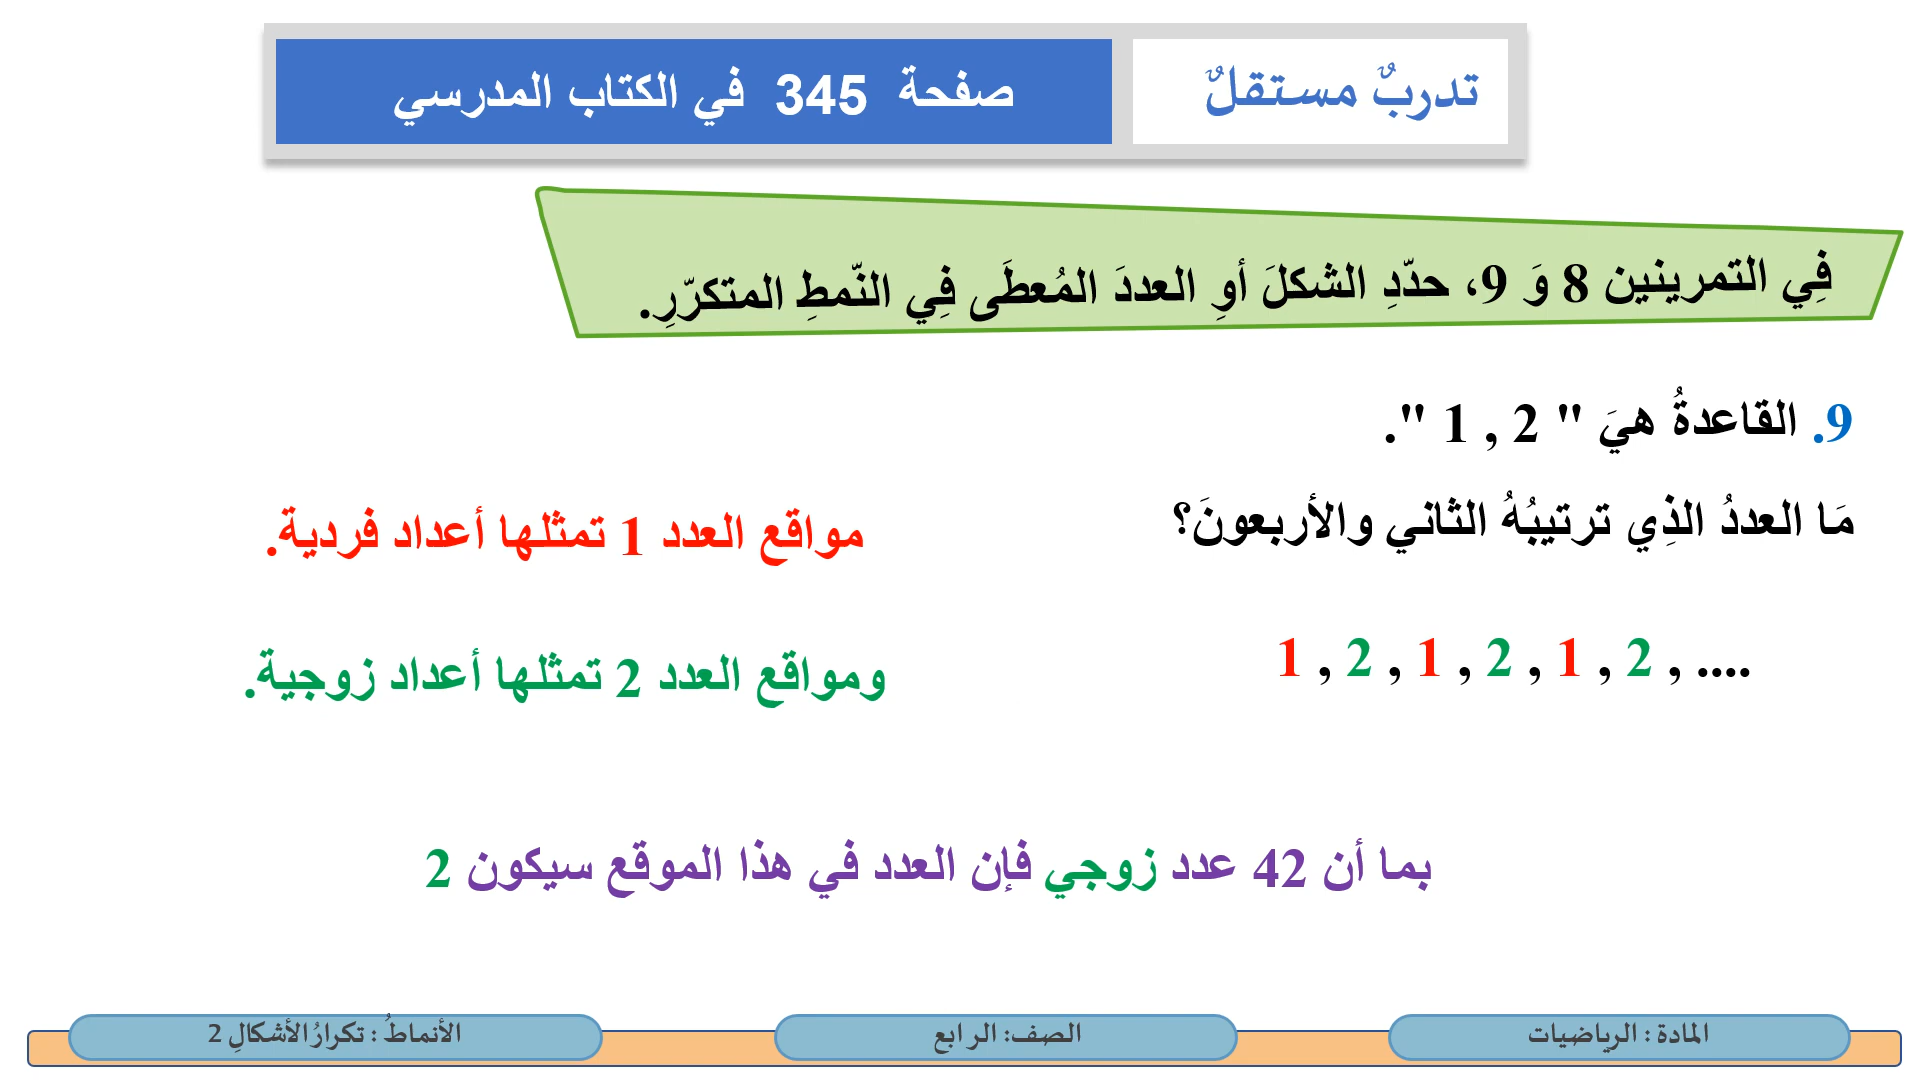 تدربٌ مستقلٌ
صفحة 345 في الكتاب المدرسي
فِي التمرينين 8 وَ 9، حدّدِ الشكلَ أوِ العددَ المُعطَى فِي النّمطِ المتكرّرِ.
9. القاعدةُ هيَ " 1 , 2 ".
مَا العددُ الذِي ترتيبُهُ الثاني والأربعونَ؟
مواقع العدد 1 تمثلها أعداد فردية.
1 , 2 , 1 , 2 , 1 , 2 , ....
ومواقع العدد 2 تمثلها أعداد زوجية.
بما أن 42 عدد زوجي فإن العدد في هذا الموقع سيكون 2
المادة : الرياضيات
الصف: الرابع
الأنماطُ : تكرارُ الأشكالِ 2